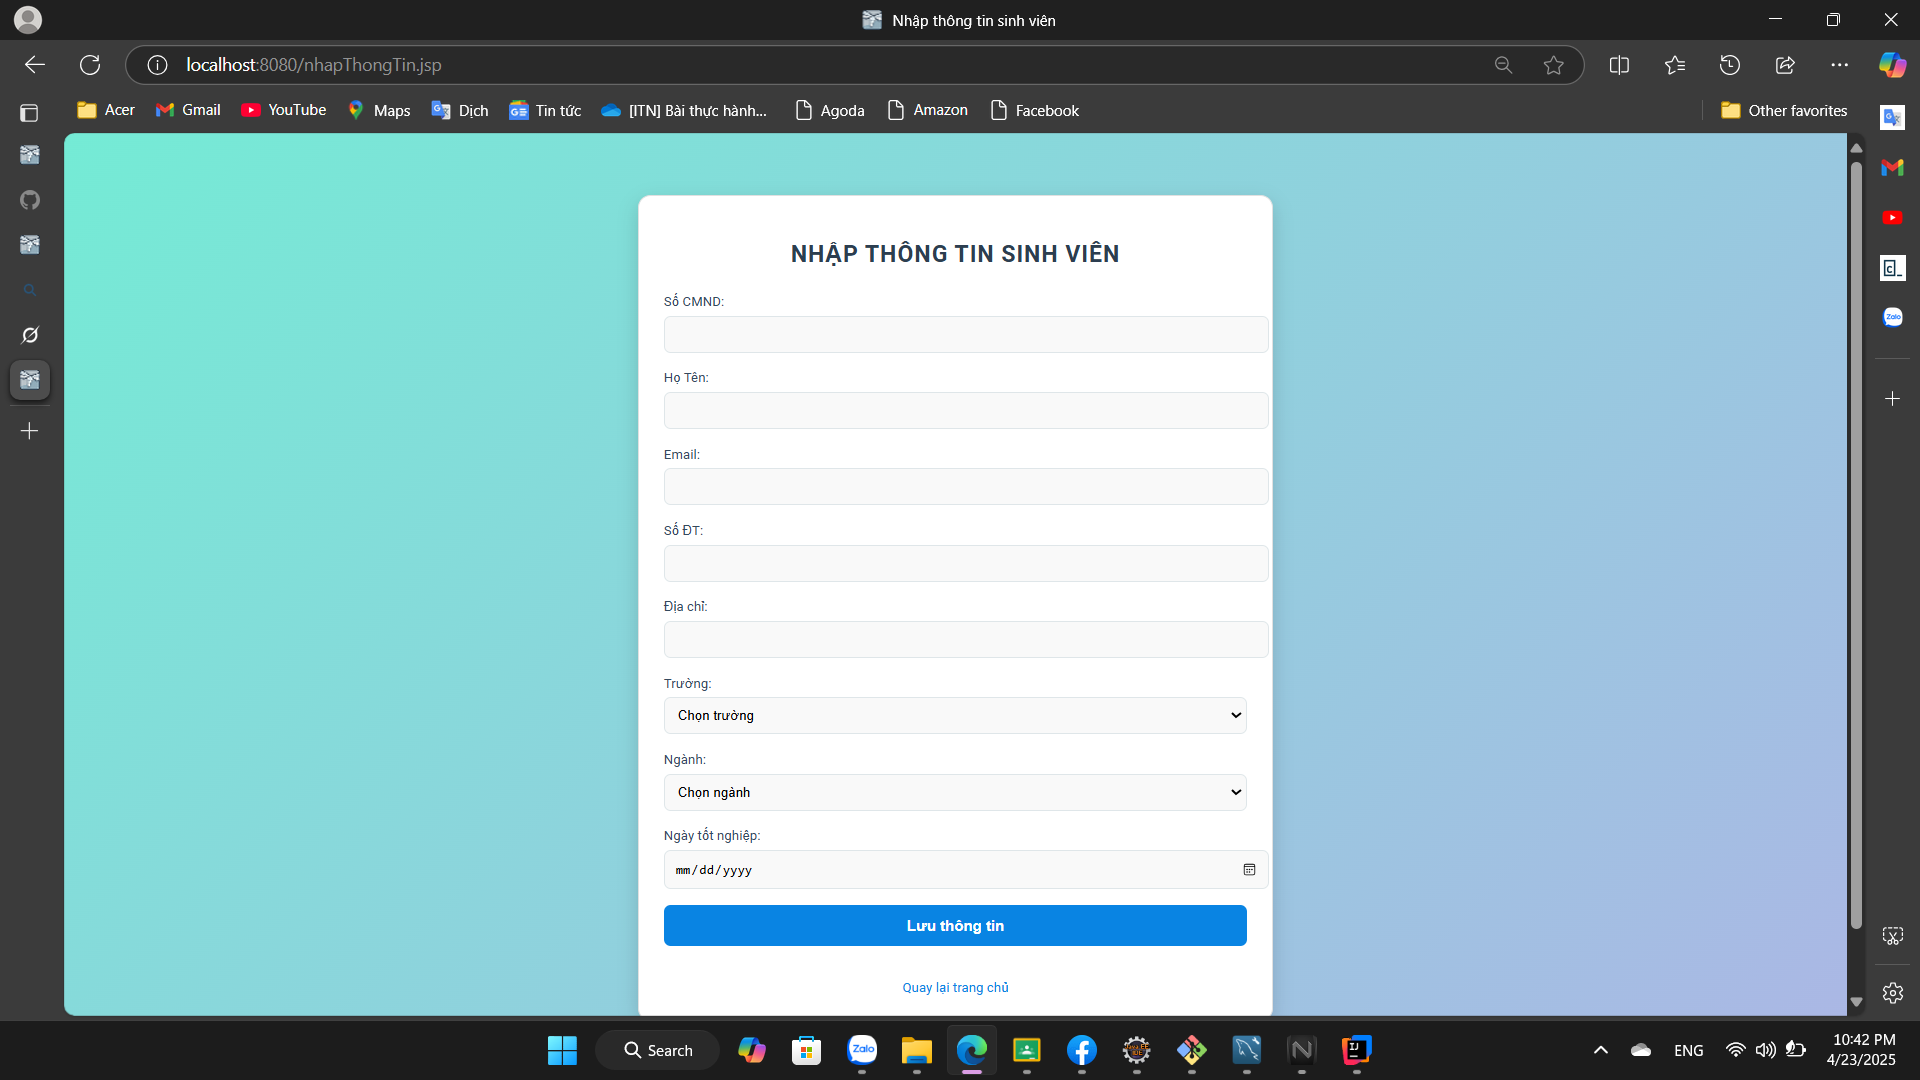 Nhập thông tin sinh viên
localhost:8080/nhapThongTin.jsp
Acer
Gmail
YouTube
Maps
Dịch
Tin tức
[ITN] Bài thực hành...
Agoda
Amazon
Facebook
Other favorites
NHẬP THÔNG TIN SINH VIÊN
Số CMND:
Họ Tên:
Email:
Số ĐT:
Địa chỉ:
Trường:
Chọn trường
Ngành:
Chọn ngành
Ngày tốt nghiệp:
mm/dd/yyyy
Lưu thông tin
Quay lại trang chủ
Zalo
Search
Zalo
ENG
10:42 PM
4/23/2025